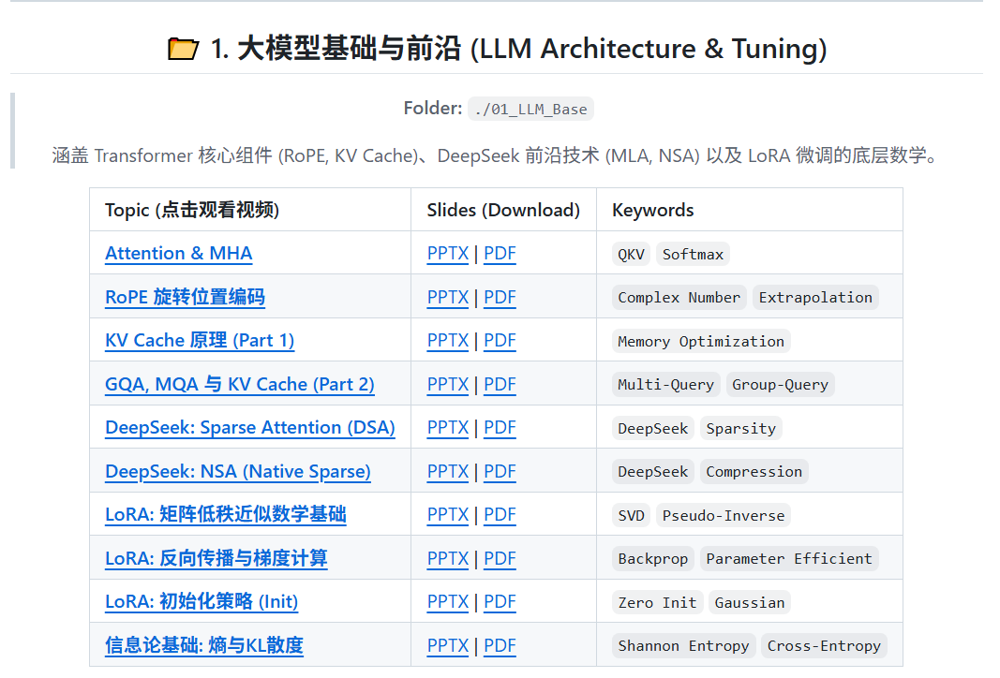 📂 1. 大模型基础与前沿 (LLM Architecture & Tuning)
Folder: ./01_LLM_Base
涵盖 Transformer 核心组件 (RoPE, KV Cache)、DeepSeek 前沿技术 (MLA, NSA) 以及 LoRA 微调的底层数学。
Topic (点击观看视频) Slides (Download) Keywords
Attention & MHA PPTX | PDF QKV Softmax
RoPE 旋转位置编码 PPTX | PDF Complex Number Extrapolation
KV Cache 原理 (Part 1) PPTX | PDF Memory Optimization
GQA, MQA 与 KV Cache (Part 2) PPTX | PDF Multi-Query Group-Query
DeepSeek: Sparse Attention (DSA) PPTX | PDF DeepSeek Sparsity
DeepSeek: NSA (Native Sparse) PPTX | PDF DeepSeek Compression
LoRA: 矩阵低秩近似数学基础 PPTX | PDF SVD Pseudo-Inverse
LoRA: 反向传播与梯度计算 PPTX | PDF Backprop Parameter Efficient
LoRA: 初始化策略 (Init) PPTX | PDF Zero Init Gaussian
信息论基础: 熵与KL散度 PPTX | PDF Shannon Entropy Cross-Entropy